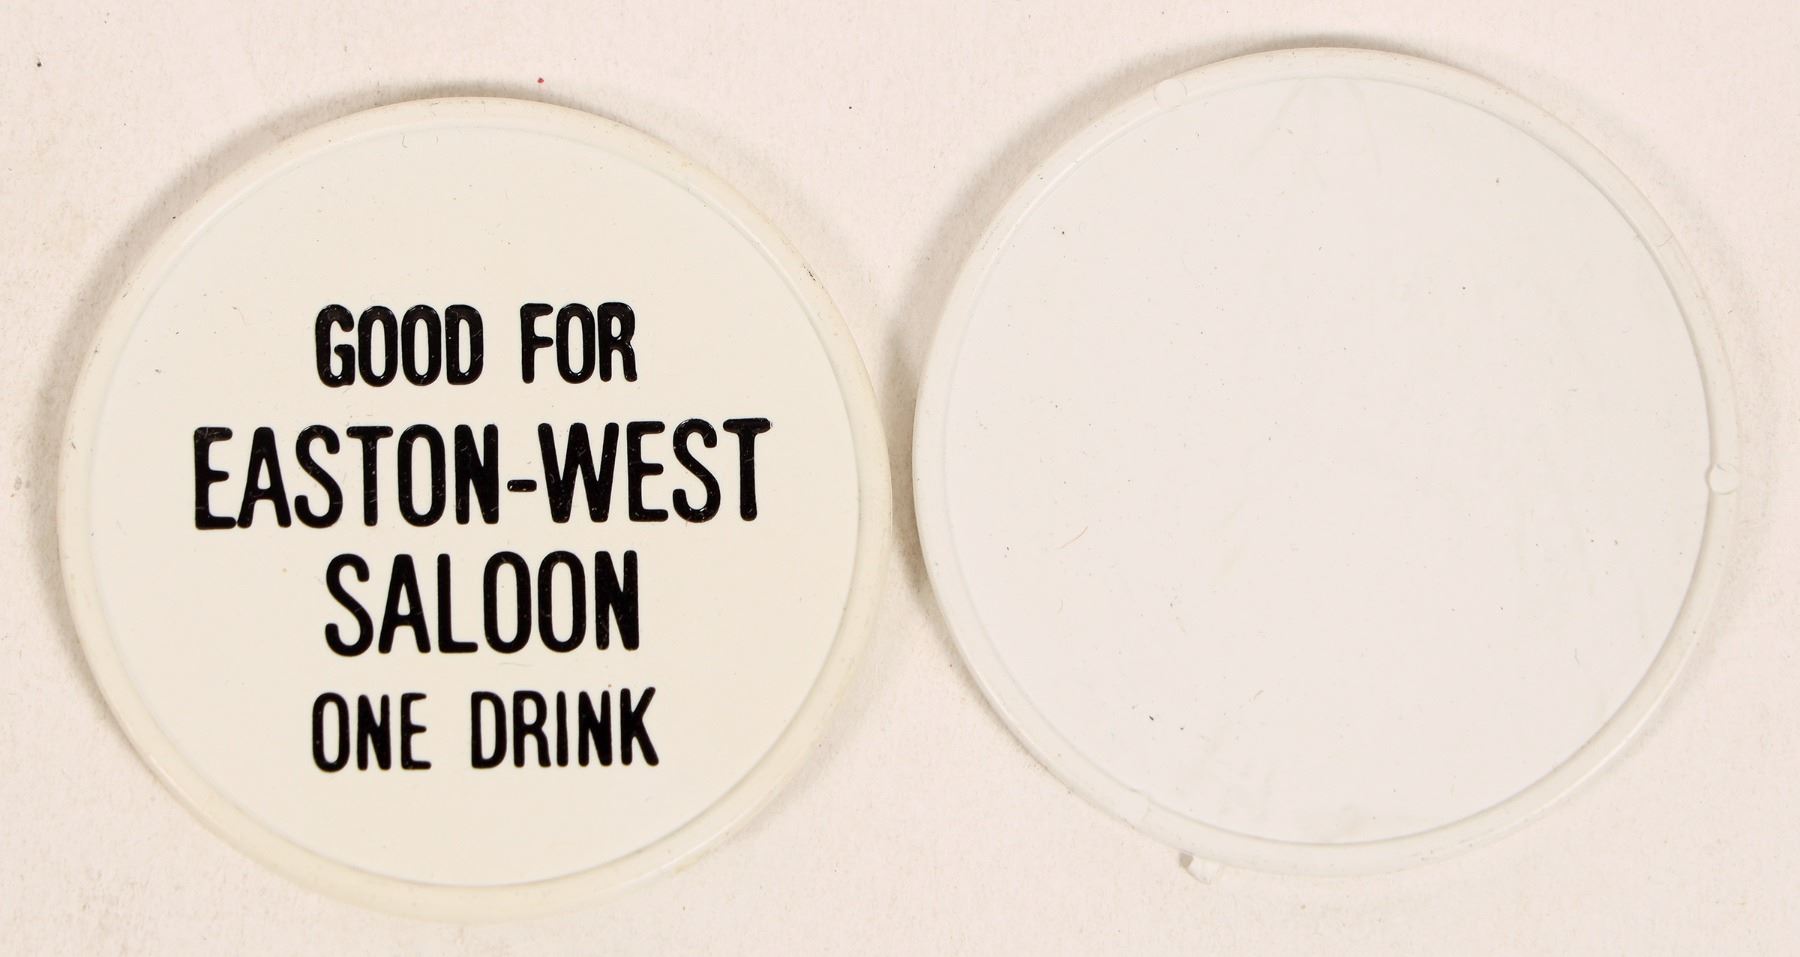 GOOD FOR
EASTON-WEST
SALOON
ONE DRINK